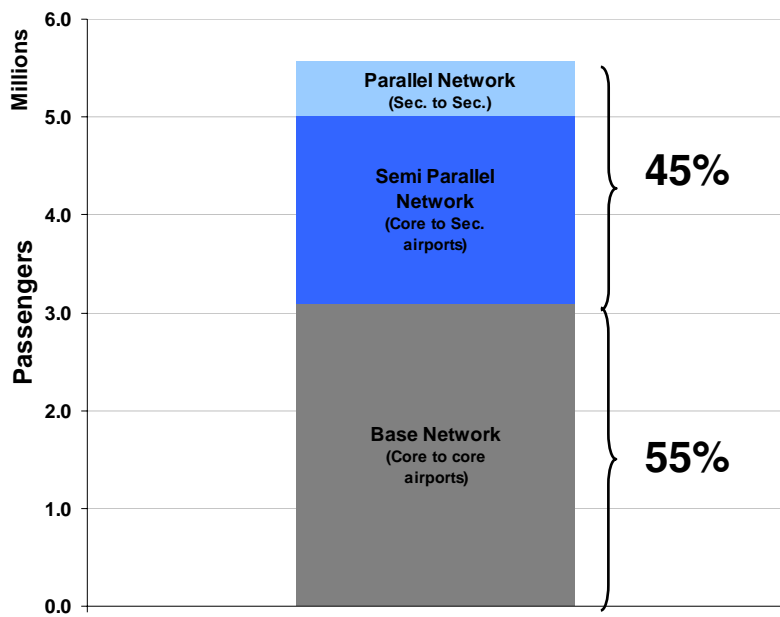 Millions
Passengers
6.0
5.0
4.0
3.0
2.0
1.0
0.0
Parallel Network
(Sec. to Sec.)
Semi Parallel
Network
(Core to Sec.
airports)
Base Network
(Core to core
airports)
45%
55%